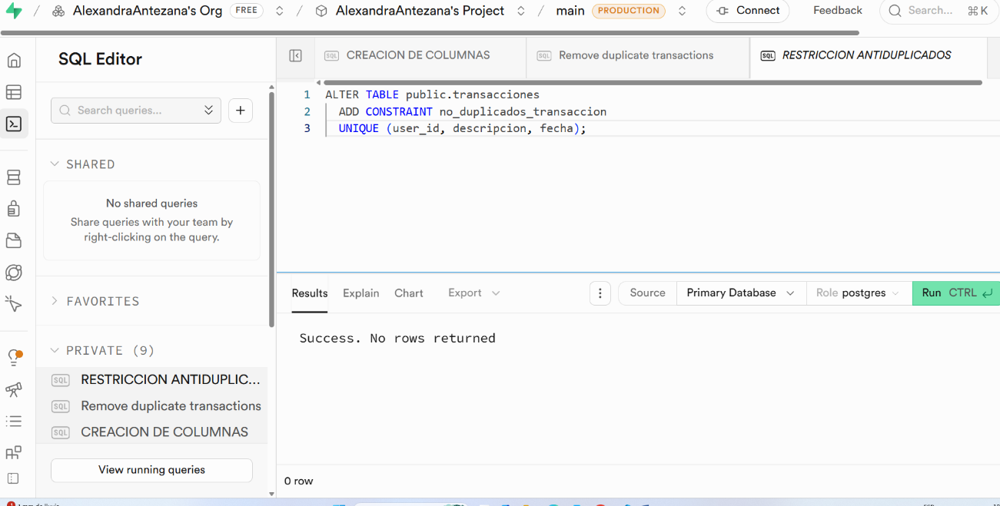 AlexandraAntezana's Org FREE
AlexandraAntezana's Project
main PRODUCTION
Connect
Feedback
Search... ⌘ K
SQL Editor
Search queries...
SHARED
No shared queries
Share queries with your team by
right-clicking on the query.
FAVORITES
PRIVATE (9)
SQL RESTRICCION ANTIDUPLIC...
SQL Remove duplicate transactions
SQL CREACION DE COLUMNAS
View running queries
SQL CREACION DE COLUMNAS
SQL Remove duplicate transactions
SQL RESTRICCION ANTIDUPLICADOS
1 ALTER TABLE public.transacciones
2 ADD CONSTRAINT no_duplicados_transaccion
3 UNIQUE (user_id, descripcion, fecha);
Results Explain Chart Export
Source Primary Database Role postgres Run CTRL
Success. No rows returned
0 row